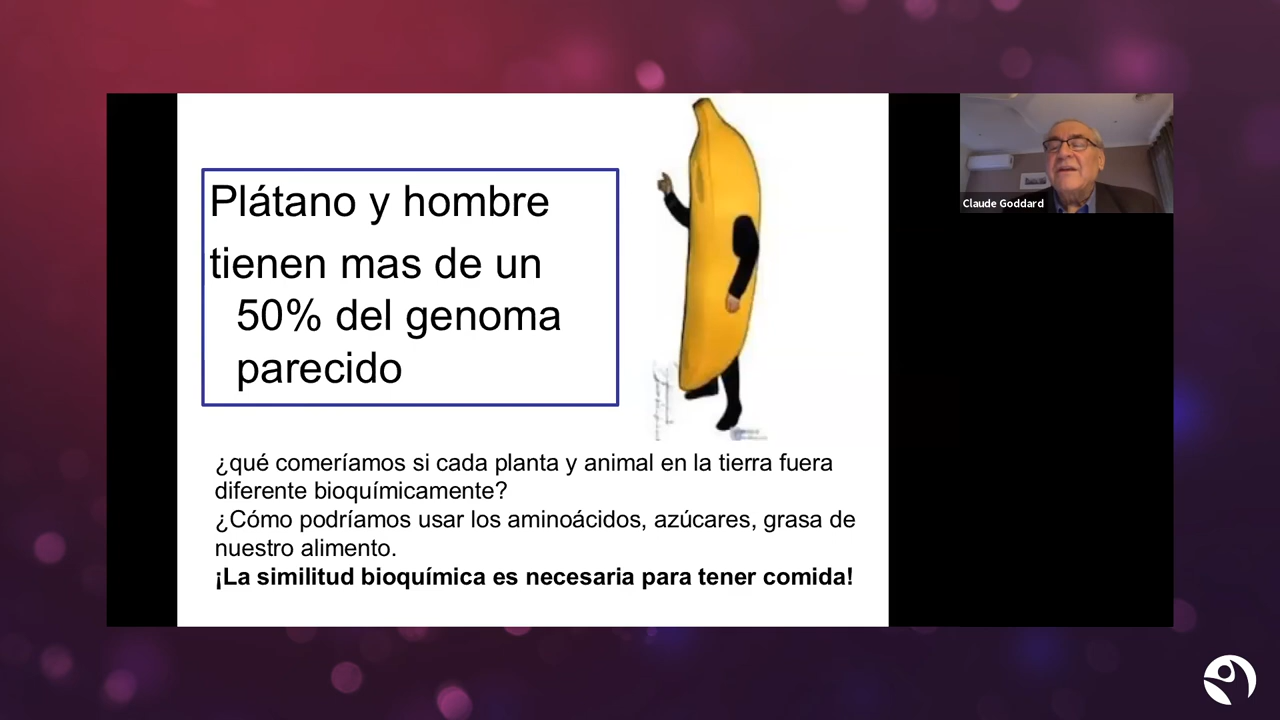 Plátano y hombre
tienen mas de un
50% del genoma
parecido
¿qué comeríamos si cada planta y animal en la tierra fuera
diferente bioquímicamente?
¿Cómo podríamos usar los aminoácidos, azúcares, grasa de
nuestro alimento.
¡La similitud bioquímica es necesaria para tener comida!
Claude Goddard